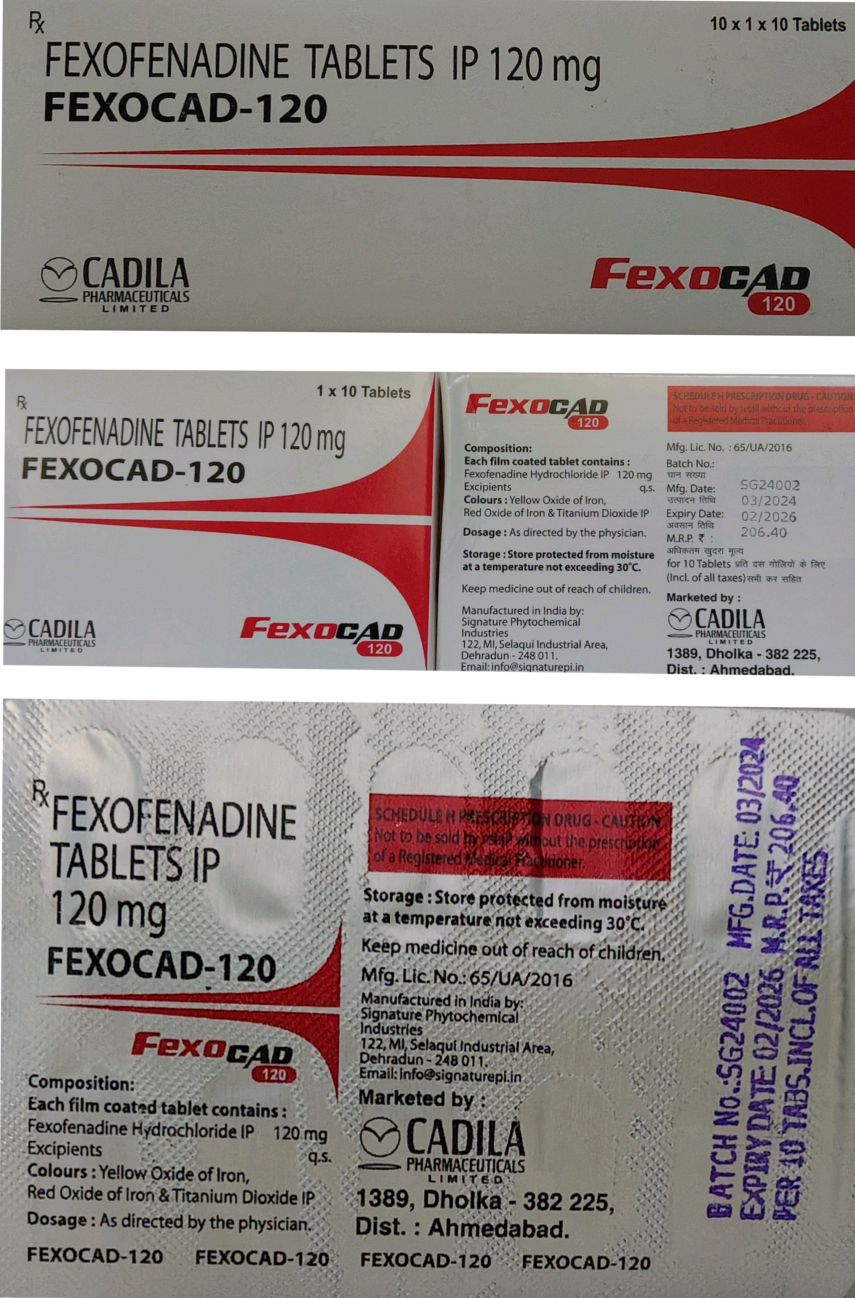 Rx
10 x 1 x 10 Tablets
FEXOFENADINE TABLETS IP 120 mg
FEXOCAD-120
CADILA
PHARMACEUTICALS
LIMITED
FEXOCAD
120
Rx
1 x 10 Tablets
FEXOFENADINE TABLETS IP 120 mg
FEXOCAD-120
CADILA
PHARMACEUTICALS
LIMITED
FEXOCAD
120
FEXOCAD
120
Composition:
Each film coated tablet contains :
Fexofenadine Hydrochloride IP 120 mg
Excipients q.s.
Colours : Yellow Oxide of Iron,
Red Oxide of Iron & Titanium Dioxide IP
Dosage : As directed by the physician.
Storage : Store protected from moisture
at a temperature not exceeding 30°C.
Keep medicine out of reach of children.
Manufactured in India by:
Signature Phytochemical
Industries
122, MI, Selaqui Industrial Area,
Dehradun - 248 011.
Email: info@signaturepi.in
SCHEDULE H PRESCRIPTION DRUG - CAUTION
Not to be sold by retail without the prescription
of a Registered Medical Practitioner.
Mfg. Lic. No. : 65/UA/2016
Batch No.: SG24002
घान संख्या
Mfg. Date: 03/2024
उत्पादन तिथि
Expiry Date: 02/2026
अवसान तिथि
M.R.P. ₹ : 206.40
अधिकतम खुदरा मूल्य
for 10 Tablets प्रति दस गोलियों के लिए
(Incl. of all taxes) सभी कर सहित
Marketed by :
CADILA
PHARMACEUTICALS
LIMITED
1389, Dholka - 382 225,
Dist. : Ahmedabad.
Rx
FEXOFENADINE
TABLETS IP
120 mg
FEXOCAD-120
FEXOCAD
120
Composition:
Each film coated tablet contains :
Fexofenadine Hydrochloride IP 120 mg
Excipients q.s.
Colours : Yellow Oxide of Iron,
Red Oxide of Iron & Titanium Dioxide IP
Dosage : As directed by the physician.
SCHEDULE H PRESCRIPTION DRUG - CAUTION
Not to be sold by retail without the prescription
of a Registered Medical Practitioner.
Storage : Store protected from moisture
at a temperature not exceeding 30°C.
Keep medicine out of reach of children.
Mfg. Lic. No.: 65/UA/2016
Manufactured in India by:
Signature Phytochemical
Industries
122, MI, Selaqui Industrial Area,
Dehradun - 248 011.
Email: info@signaturepi.in
Marketed by :
CADILA
PHARMACEUTICALS
LIMITED
1389, Dholka - 382 225,
Dist. : Ahmedabad.
FEXOCAD-120 FEXOCAD-120 FEXOCAD-120 FEXOCAD-120
BATCH No.:SG24002 MFG.DATE: 03/2024
EXPIRY DATE: 02/2026 M.R.P.₹ 206.40
PER 10 TABS.INCL.OF ALL TAXES